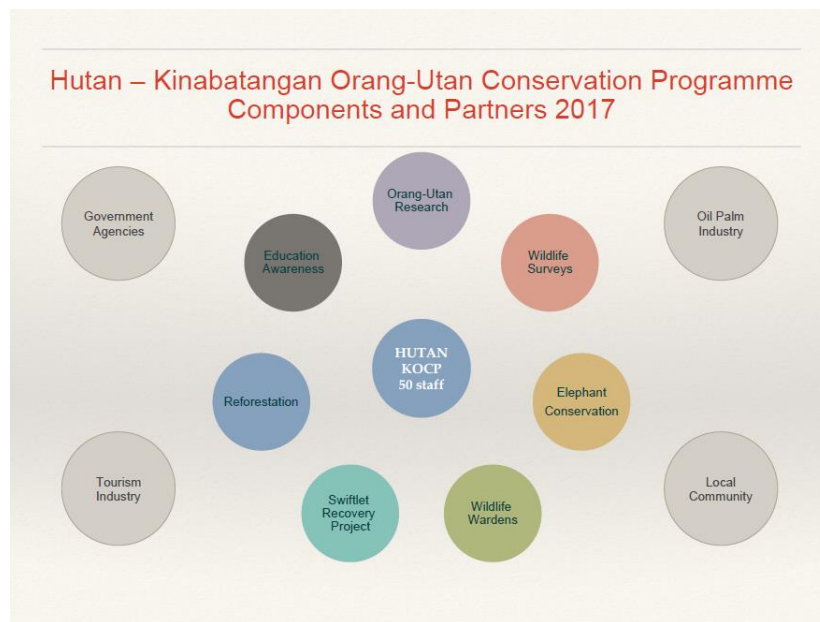 Hutan – Kinabatangan Orang-Utan Conservation Programme
Components and Partners 2017
Government
Agencies
Orang-Utan
Research
Oil Palm
Industry
Education
Awareness
Wildlife
Surveys
HUTAN
KOCP
50 staff
Reforestation
Elephant
Conservation
Tourism
Industry
Swiftlet
Recovery
Project
Wildlife
Wardens
Local
Community